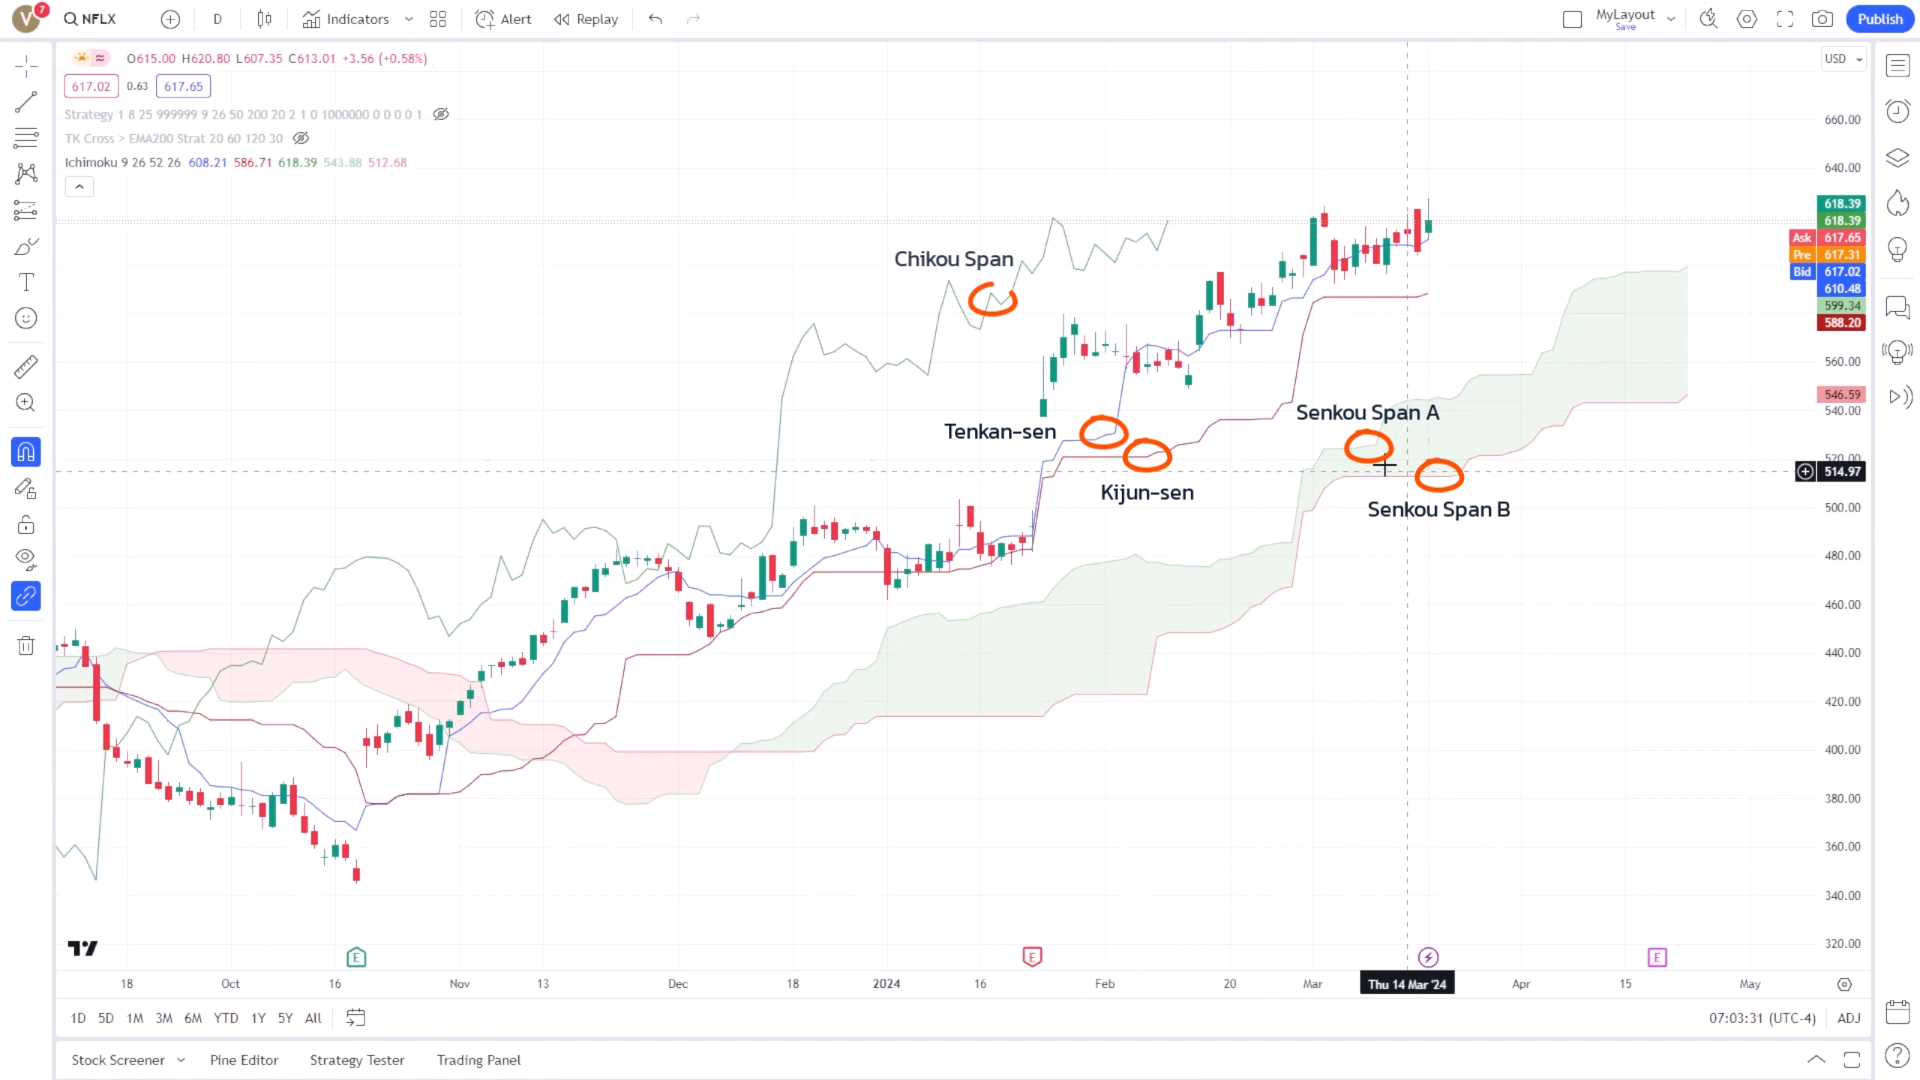 V
7
NFLX
D
Indicators
Alert
Replay
MyLayout
Save
Publish
O615.00 H620.80 L607.35 C613.01 +3.56 (+0.58%)
USD
617.02 0.63 617.65
Strategy 1 8 25 999999 9 26 50 200 20 2 1 0 1000000 0 0 0 0 1
TK Cross > EMA200 Strat 20 60 120 30
Ichimoku 9 26 52 26 608.21 586.71 618.39 543.88 512.68
660.00
640.00
618.39
618.39
Ask 617.65
Pre 617.31
Bid 617.02
610.48
599.34
588.20
560.00
546.59
540.00
520.00
514.97
500.00
480.00
460.00
440.00
420.00
400.00
380.00
360.00
340.00
320.00
Chikou Span
Tenkan-sen
Kijun-sen
Senkou Span A
Senkou Span B
E
E
E
18 Oct 16 Nov 13 Dec 18 2024 16 Feb 20 Mar Thu 14 Mar '24 Apr 15 May
1D 5D 1M 3M 6M YTD 1Y 5Y All
07:03:31 (UTC-4) ADJ
Stock Screener Pine Editor Strategy Tester Trading Panel